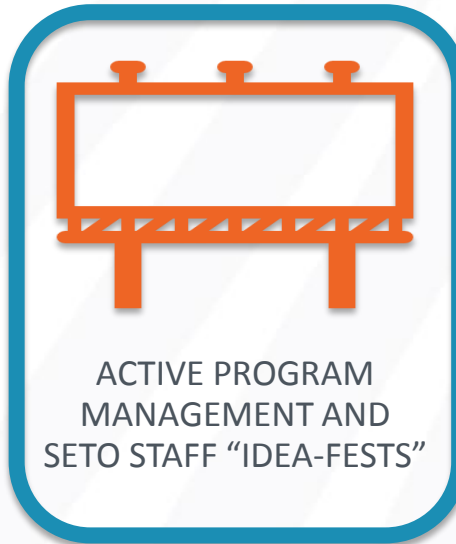 ACTIVE PROGRAM
MANAGEMENT AND
SETO STAFF “IDEA-FESTS”